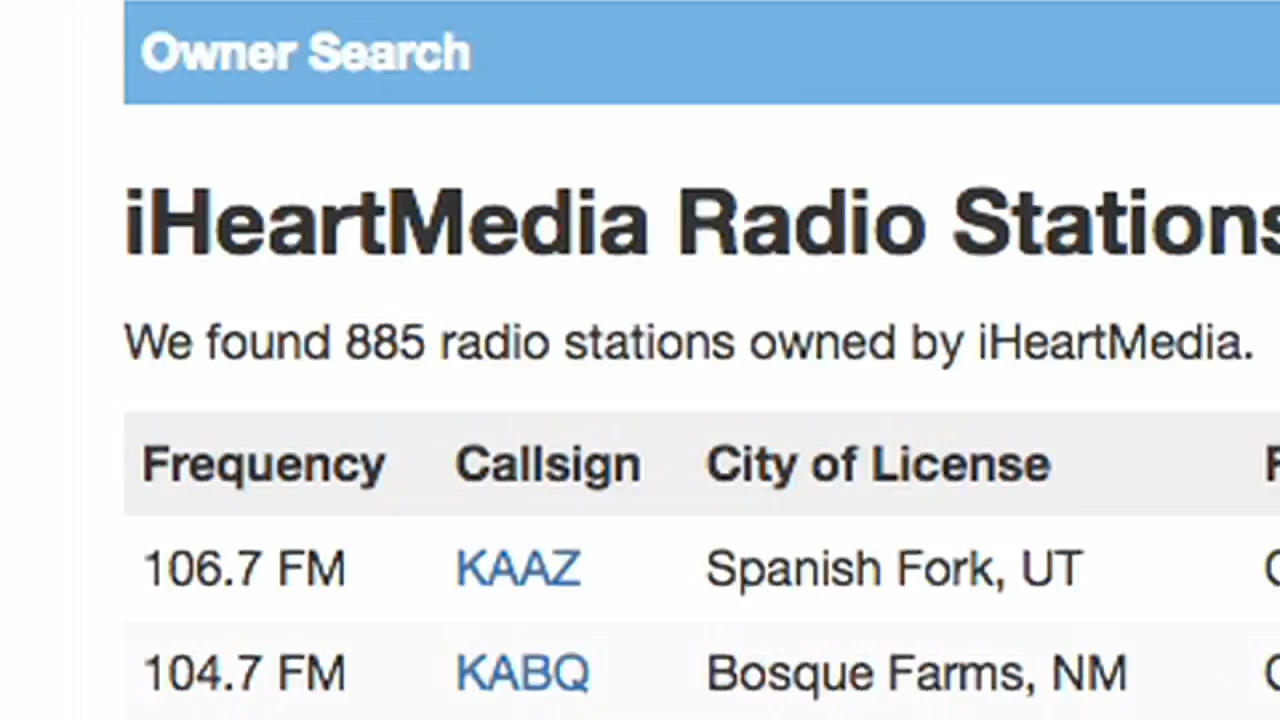 Owner Search
iHeartMedia Radio Stations
We found 885 radio stations owned by iHeartMedia.
Frequency Callsign City of License
106.7 FM KAAZ Spanish Fork, UT
104.7 FM KABQ Bosque Farms, NM